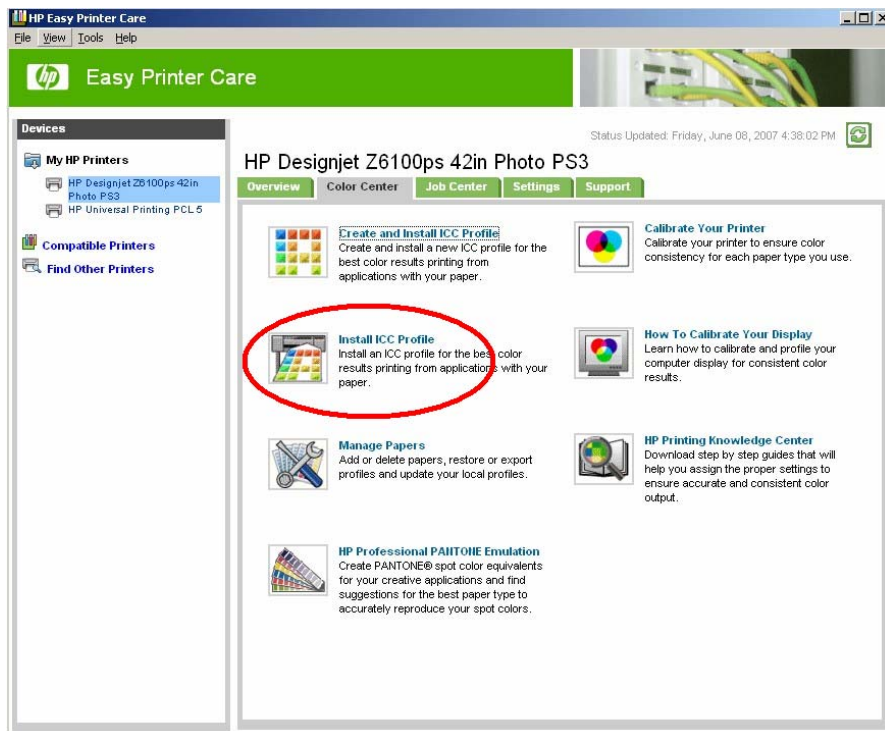 HP Easy Printer Care
File View Tools Help
hp Easy Printer Care
Devices
My HP Printers
HP Designjet Z6100ps 42in
Photo PS3
HP Universal Printing PCL 5
Compatible Printers
Find Other Printers
Status Updated: Friday, June 08, 2007 4:38:02 PM
HP Designjet Z6100ps 42in Photo PS3
Overview Color Center Job Center Settings Support
Create and Install ICC Profile
Create and install a new ICC profile for the
best color results printing from
applications with your paper.
Calibrate Your Printer
Calibrate your printer to ensure color
consistency for each paper type you use.
Install ICC Profile
Install an ICC profile for the best color
results printing from applications with your
paper.
How To Calibrate Your Display
Learn how to calibrate and profile your
computer display for consistent color
results.
Manage Papers
Add or delete papers, restore or export
profiles and update your local profiles.
HP Printing Knowledge Center
Download step by step guides that will
help you assign the proper settings to
ensure accurate and consistent color
output.
HP Professional PANTONE Emulation
Create PANTONE® spot color equivalents
for your creative applications and find
suggestions for the best paper type to
accurately reproduce your spot colors.